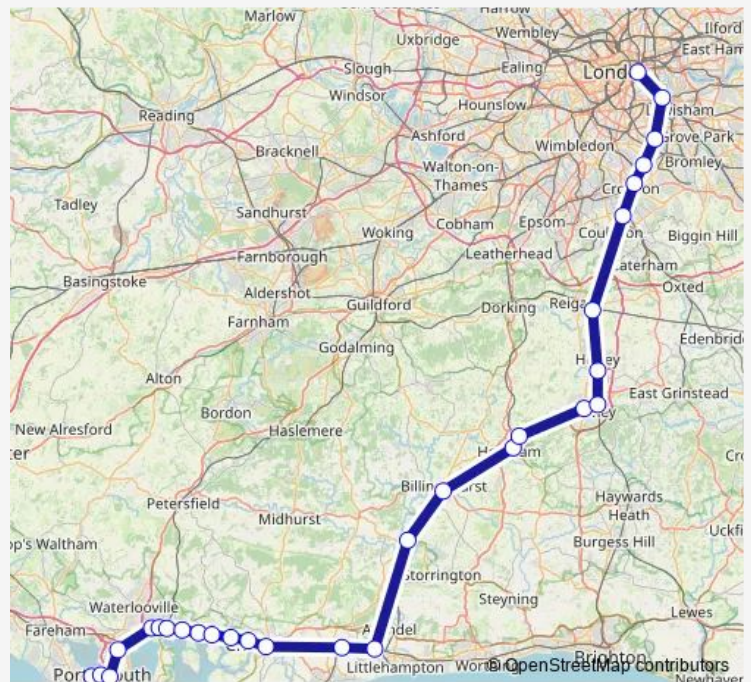 Marlow
Harrow
Ilford
Uxbridge
Wembley
East Ham
Slough
Ealing
Lond
Windsor
Hounslow
Reading
Ashford
Wimbledon
Grove Park
Bracknell
Bromley
Walton-on-
Thames
Tadley
Sandhurst
Cobham
Epsom
Woking
Biggin Hill
Farnborough
Leatherhead
Basingstoke
Oxted
Aldershot
Guildford
Dorking
Farnham
Godalming
Alton
East Grinstead
Bordon
New Alresford
Haslemere
Petersfield
Midhurst
Haywards
Heath
op's Waltham
Burgess Hill
Storrington
Steyning
Waterlooville
Lewes
Fareham
Littlehampton
Brighton
© OpenStreetMap contributors